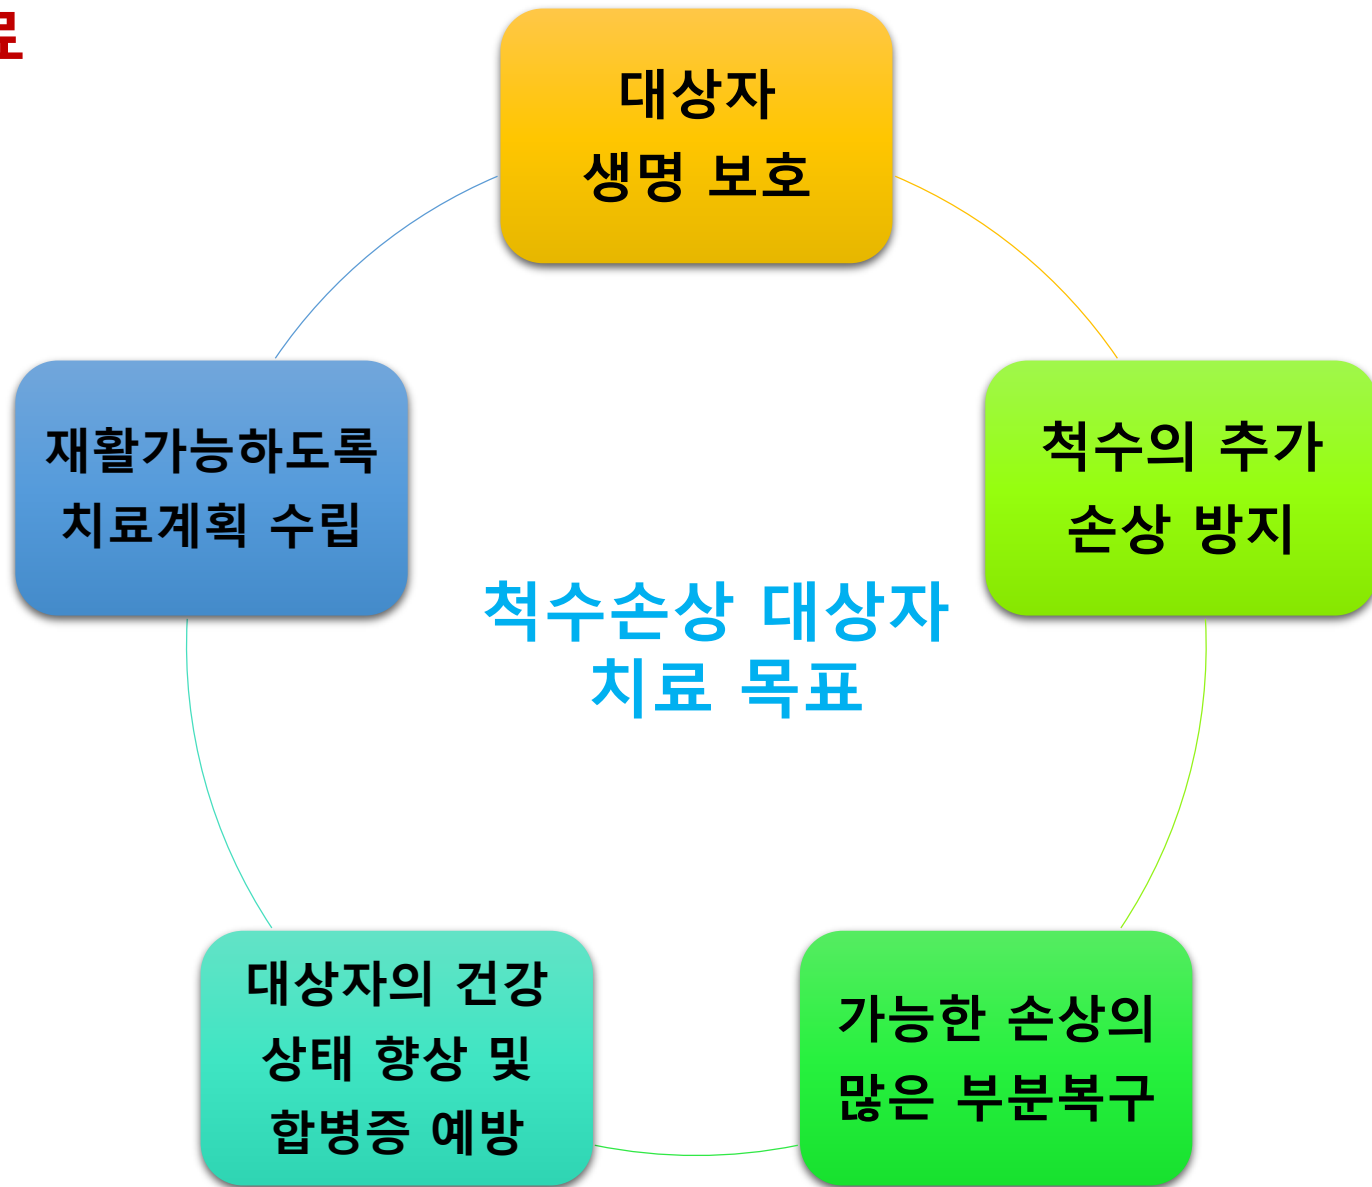 료
대상자
생명 보호
척수의 추가
손상 방지
재활가능하도록
치료계획 수립
척수손상 대상자
치료 목표
가능한 손상의
많은 부분복구
대상자의 건강
상태 향상 및
합병증 예방